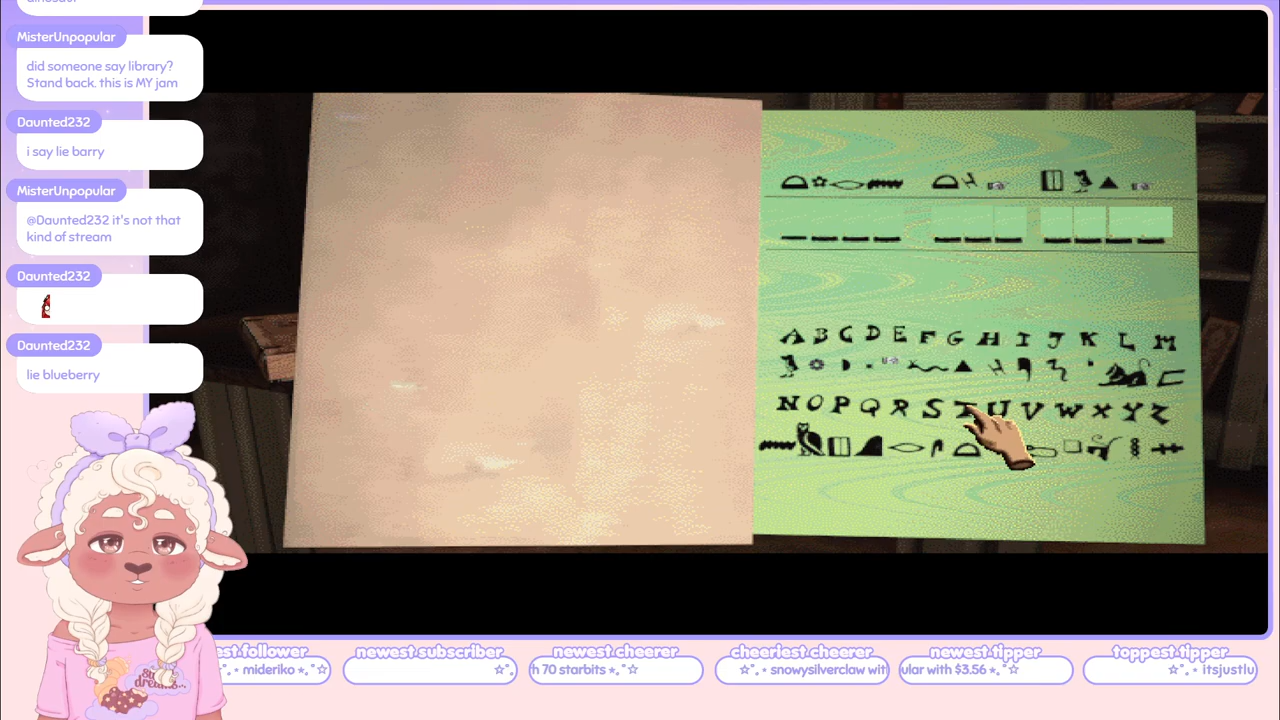 MisterUnpopular
did someone say library?
Stand back. this is MY jam
Daunted232
i say lie barry
MisterUnpopular
@Daunted232 it's not that
kind of stream
Daunted232
Daunted232
lie blueberry
A B C D E F G H I J K L M
N O P Q R S T U V W X Y Z
est follower
☆˚. ⋆ mideriko ⋆.˚☆
newest subscriber
newest cheerer
h 70 starbits ⋆.˚☆
cheeriest cheerer
☆˚. ⋆ snowysilverclaw wit
newest tipper
ular with $3.56 ⋆.˚☆
toppest tipper
☆˚. ⋆ itsjustlu